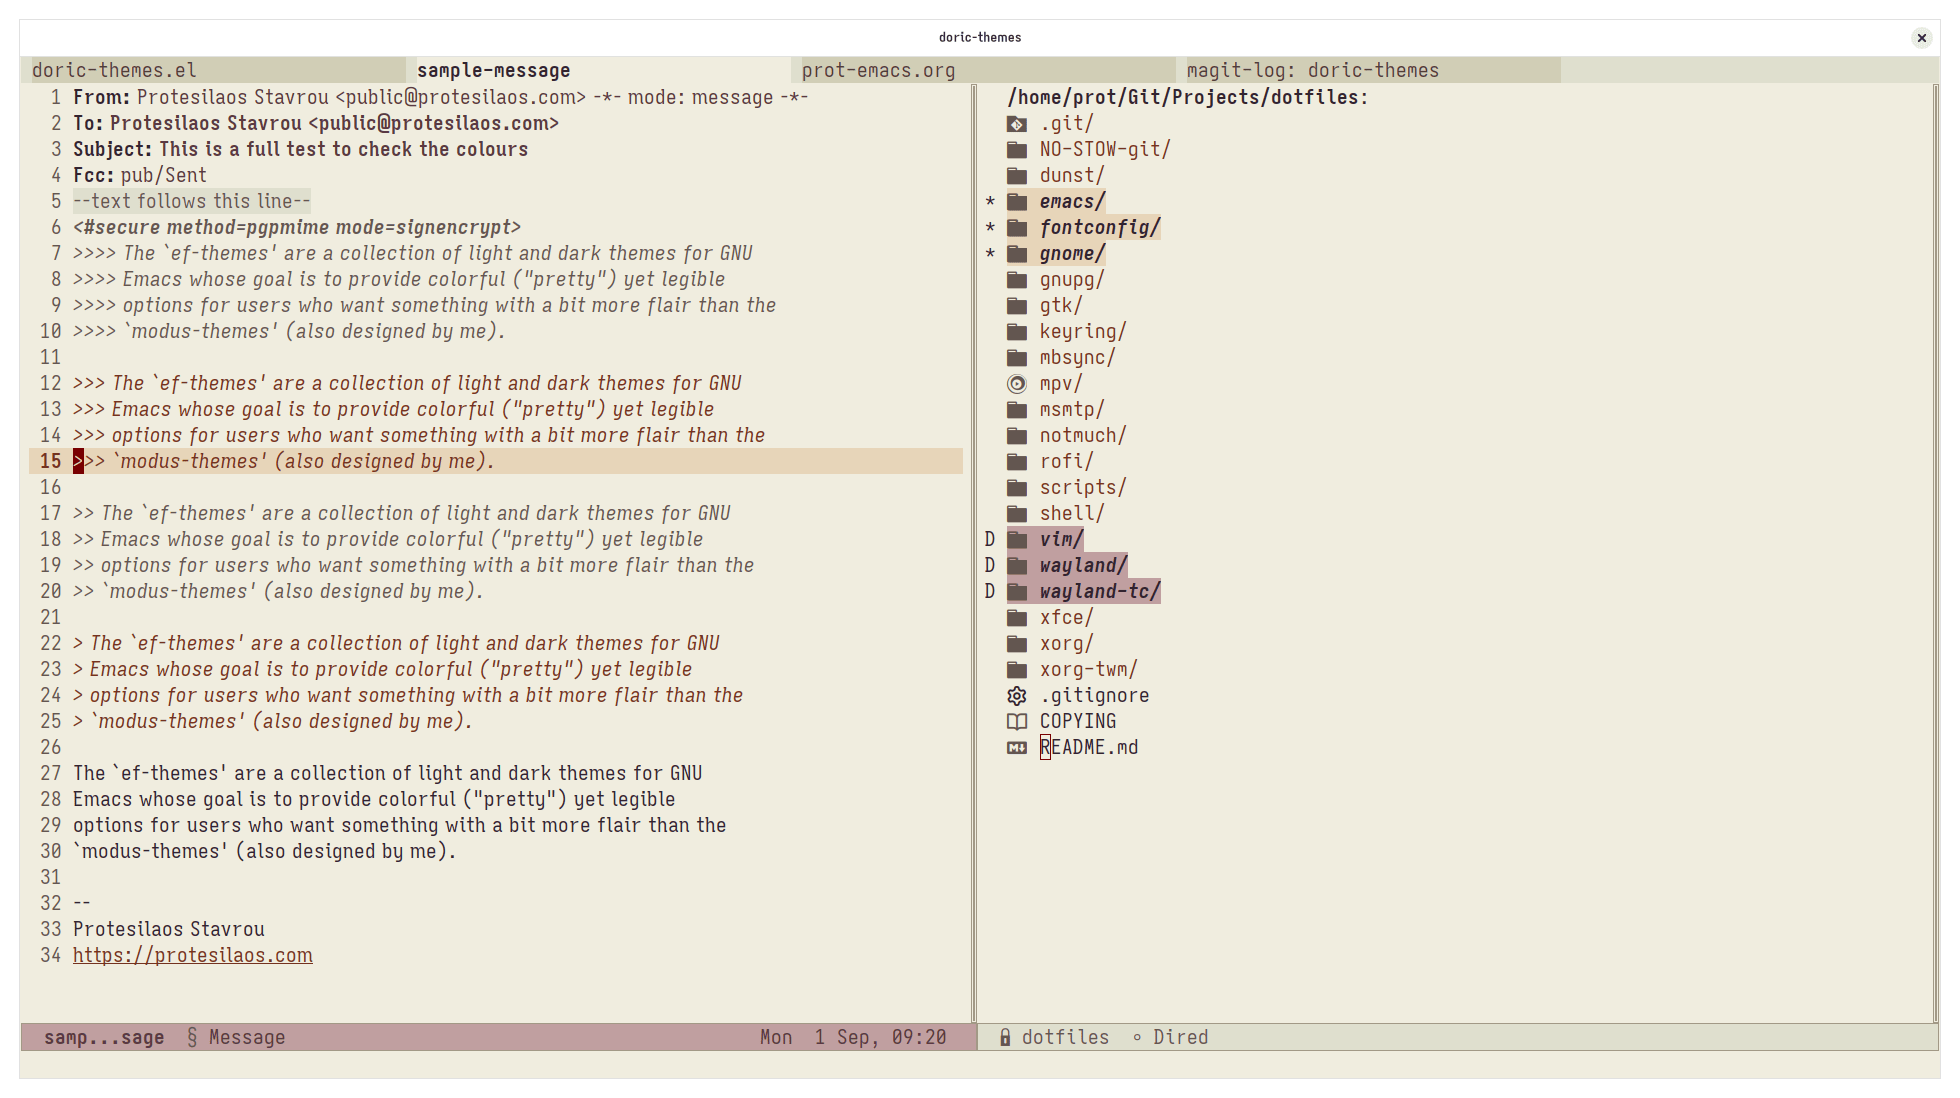 doric-themes
doric-themes.el
sample-message
prot-emacs.org
magit-log: doric-themes
1 From: Protesilaos Stavrou <public@protesilaos.com> -*- mode: message -*-
2 To: Protesilaos Stavrou <public@protesilaos.com>
3 Subject: This is a full test to check the colours
4 Fcc: pub/Sent
5 --text follows this line--
6 <#secure method=pgpmime mode=signencrypt>
7 >>>> The `ef-themes' are a collection of light and dark themes for GNU
8 >>>> Emacs whose goal is to provide colorful ("pretty") yet legible
9 >>>> options for users who want something with a bit more flair than the
10 >>>> `modus-themes' (also designed by me).
11
12 >>> The `ef-themes' are a collection of light and dark themes for GNU
13 >>> Emacs whose goal is to provide colorful ("pretty") yet legible
14 >>> options for users who want something with a bit more flair than the
15 >>> `modus-themes' (also designed by me).
16
17 >> The `ef-themes' are a collection of light and dark themes for GNU
18 >> Emacs whose goal is to provide colorful ("pretty") yet legible
19 >> options for users who want something with a bit more flair than the
20 >> `modus-themes' (also designed by me).
21
22 > The `ef-themes' are a collection of light and dark themes for GNU
23 > Emacs whose goal is to provide colorful ("pretty") yet legible
24 > options for users who want something with a bit more flair than the
25 > `modus-themes' (also designed by me).
26
27 The `ef-themes' are a collection of light and dark themes for GNU
28 Emacs whose goal is to provide colorful ("pretty") yet legible
29 options for users who want something with a bit more flair than the
30 `modus-themes' (also designed by me).
31
32 --
33 Protesilaos Stavrou
34 https://protesilaos.com
samp...sage § Message Mon 1 Sep, 09:20
/home/prot/Git/Projects/dotfiles:
.git/
NO-STOW-git/
dunst/
* emacs/
* fontconfig/
* gnome/
gnupg/
gtk/
keyring/
mbsync/
mpv/
msmtp/
notmuch/
rofi/
scripts/
shell/
D vim/
D wayland/
D wayland-tc/
xfce/
xorg/
xorg-twm/
.gitignore
COPYING
README.md
dotfiles ∘ Dired